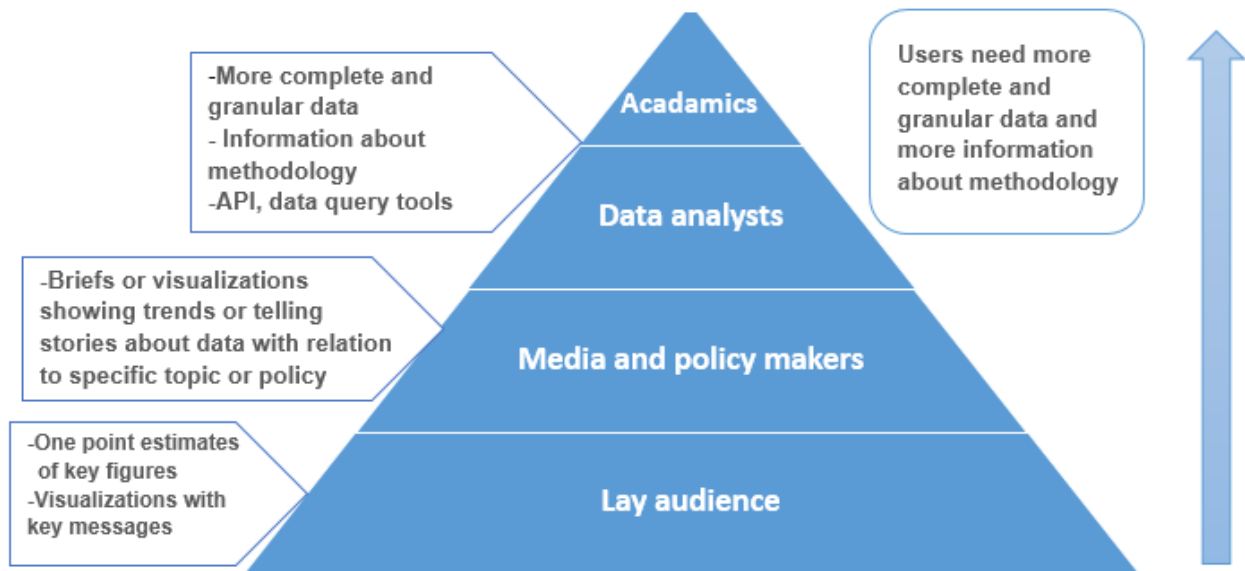 -More complete and
granular data
- Information about
methodology
-API, data query tools
-Briefs or visualizations
showing trends or telling
stories about data with relation
to specific topic or policy
-One point estimates
of key figures
-Visualizations with
key messages
Acadamics
Data analysts
Media and policy makers
Lay audience
Users need more
complete and
granular data and
more information
about methodology